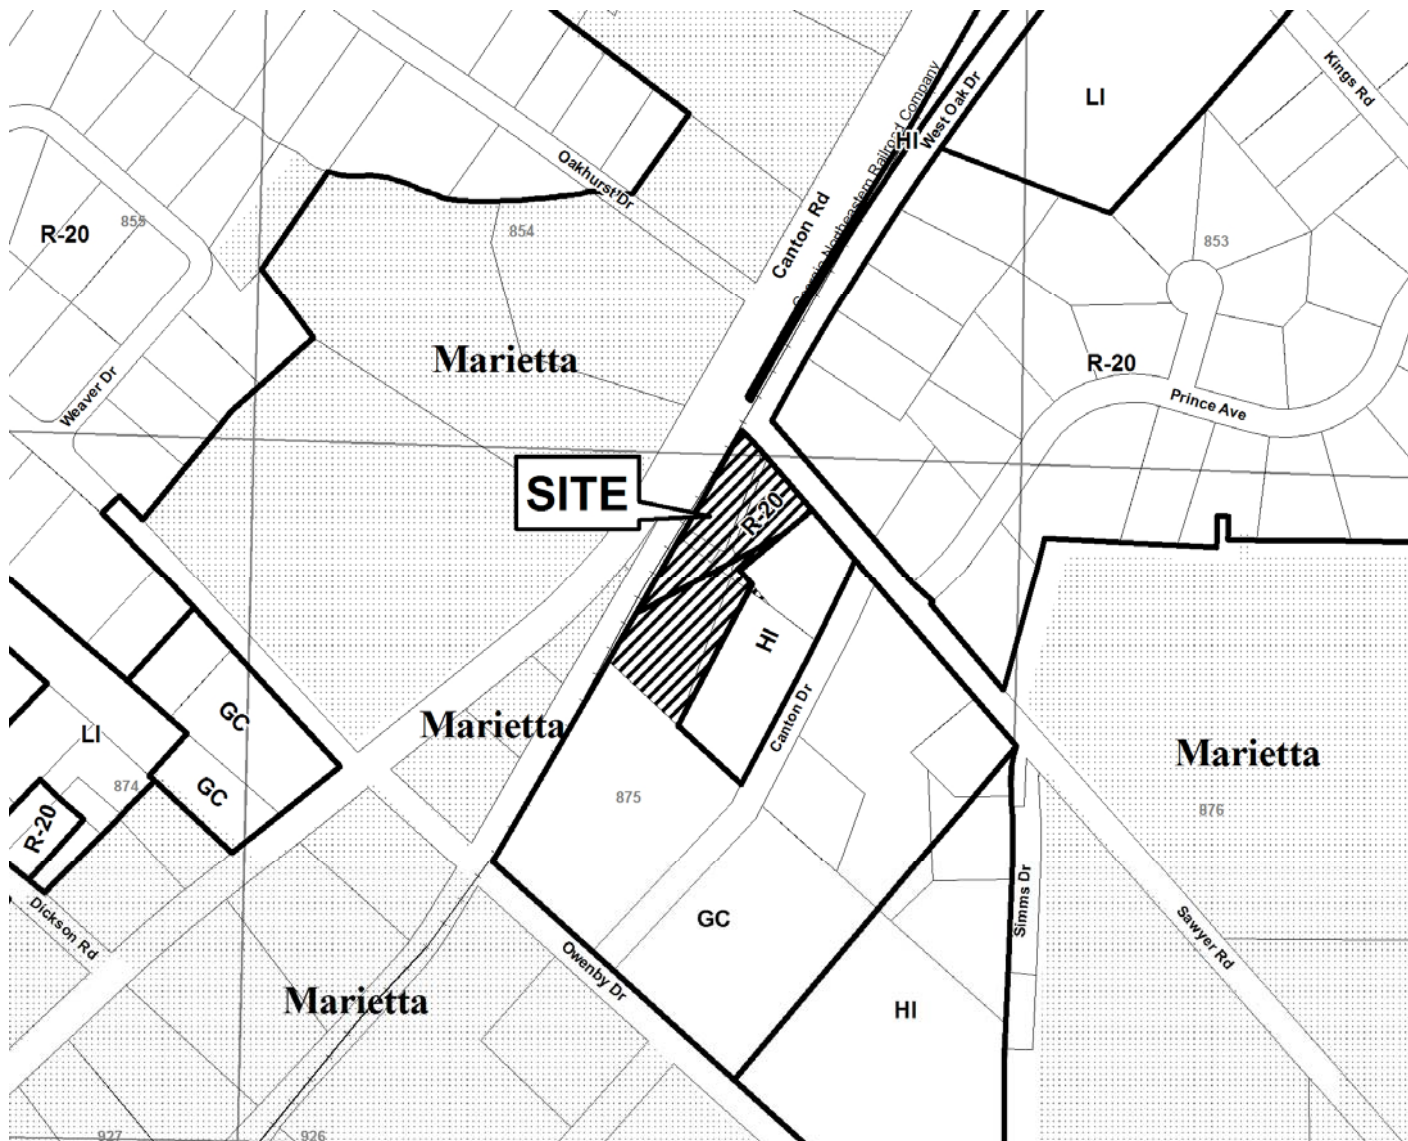 Kings Rd
LI
West Oak Dr
HI
Georgia Northeastern Railroad Company
Oakhurst Dr
Canton Rd
855
R-20
854
853
Marietta
R-20
Weaver Dr
Prince Ave
SITE
R-20
HI
Canton Dr
GC
Marietta
LI
Marietta
GC
874
875
876
R-20
Simms Dr
Dickson Rd
GC
Sawyer Rd
Owenby Dr
Marietta
HI
927
926